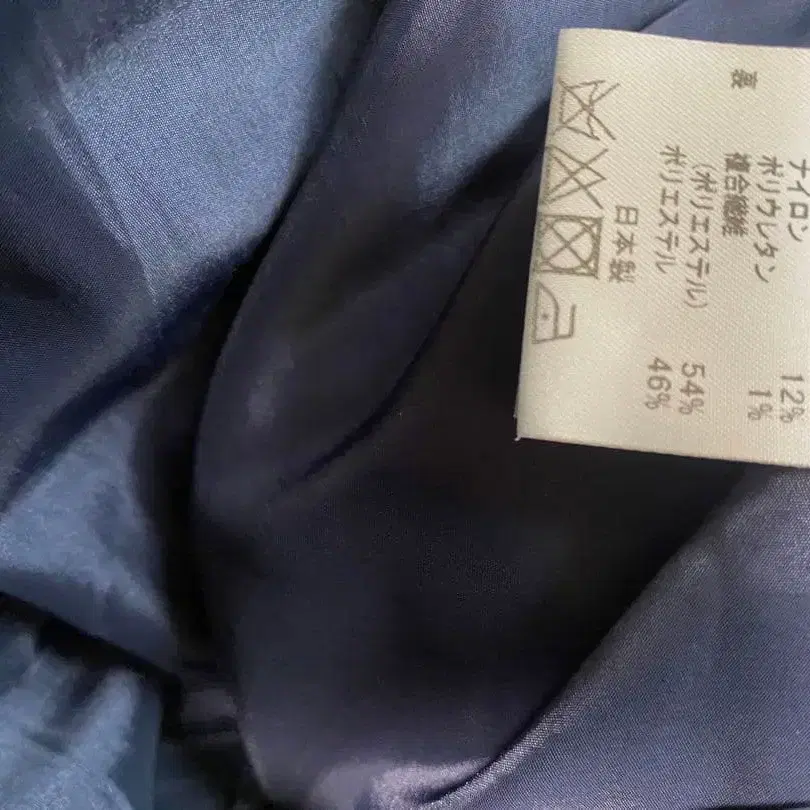 ナイロン 12%
ポリウレタン 1%
裏 複合繊維
(ポリエステル) 54%
ポリエステル 46%
日本製